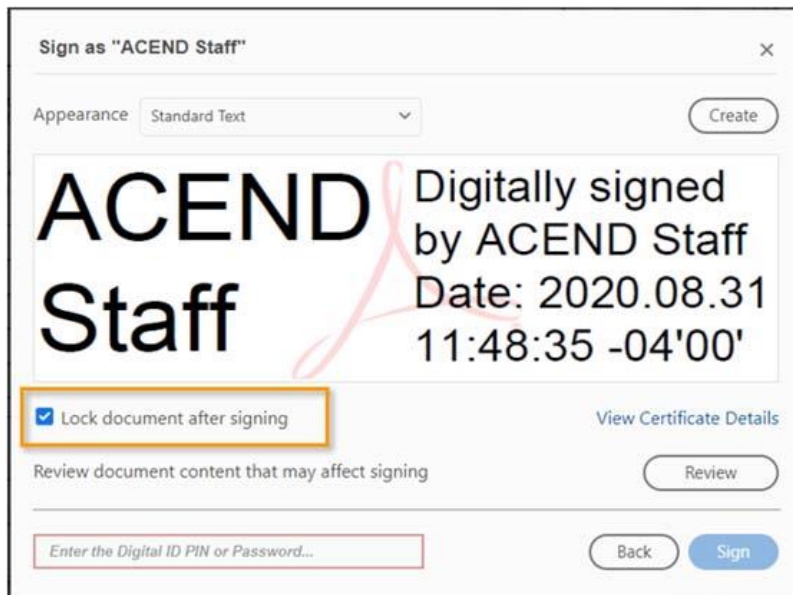 Sign as "ACEND Staff"
Appearance Standard Text Create
ACEND
Staff
Digitally signed
by ACEND Staff
Date: 2020.08.31
11:48:35 -04'00'
Lock document after signing View Certificate Details
Review document content that may affect signing Review
Enter the Digital ID PIN or Password... Back Sign